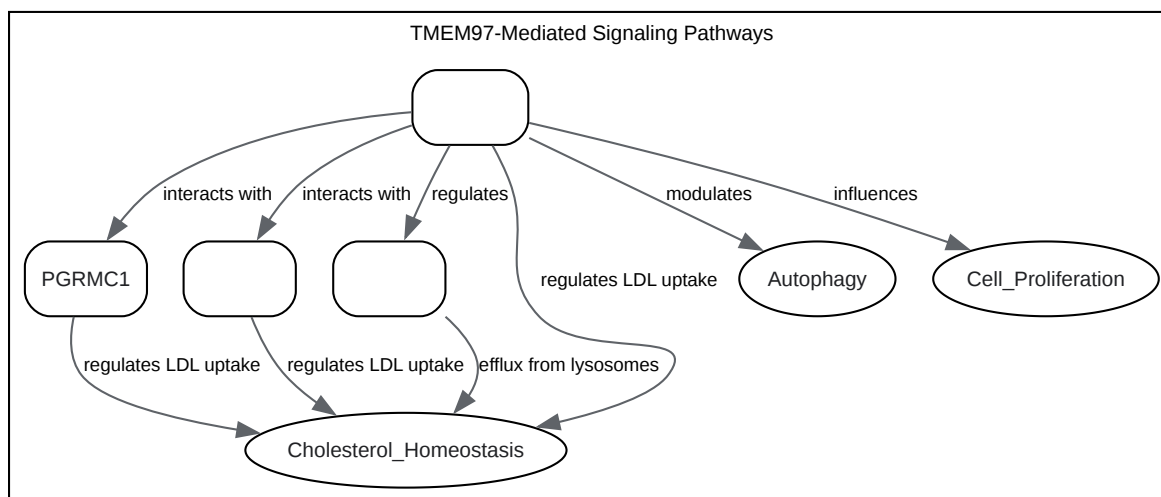 TMEM97-Mediated Signaling Pathways
interacts with
interacts with
regulates
modulates
influences
PGRMC1
regulates LDL uptake
Autophagy
Cell_Proliferation
regulates LDL uptake
regulates LDL uptake
efflux from lysosomes
Cholesterol_Homeostasis